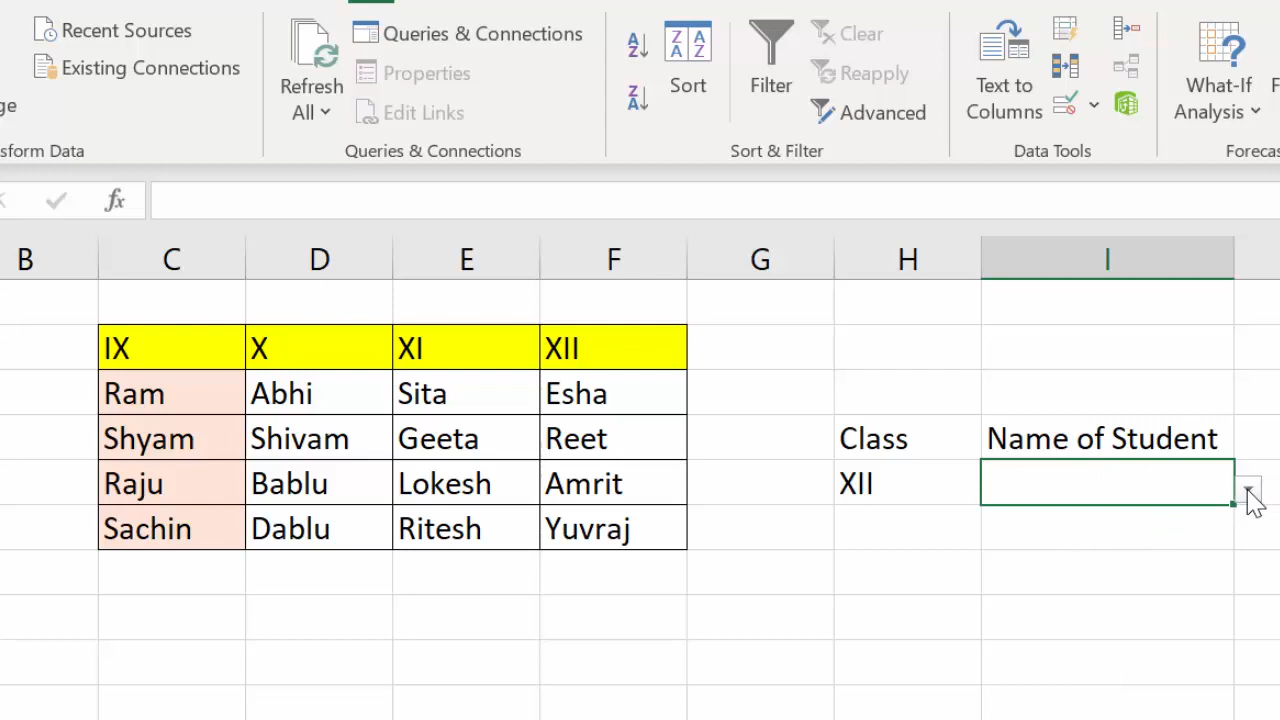 Recent Sources
Existing Connections
ge
sform Data
Refresh
All
Queries & Connections
Properties
Edit Links
Queries & Connections
A
Z
Z
A
Z A
A Z
Sort
Filter
Clear
Reapply
Advanced
Sort & Filter
Text to
Columns
Data Tools
What-If
Analysis
F
Forecas
fx
B C D E F G H I
IX X XI XII
Ram Abhi Sita Esha
Shyam Shivam Geeta Reet Class Name of Student
Raju Bablu Lokesh Amrit XII
Sachin Dablu Ritesh Yuvraj